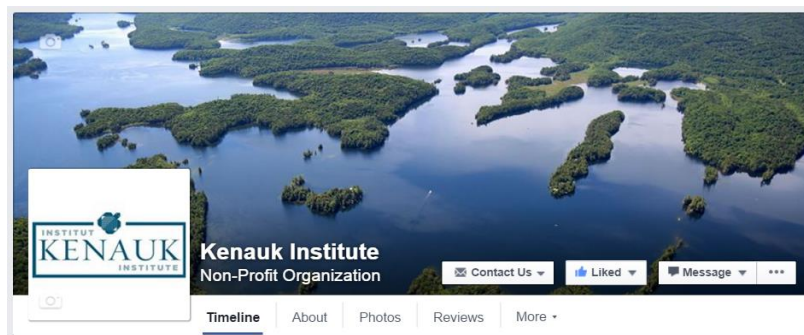 INSTITUT
KENAUK
INSTITUTE
Kenauk Institute
Non-Profit Organization
Contact Us
Liked
Message
Timeline About Photos Reviews More